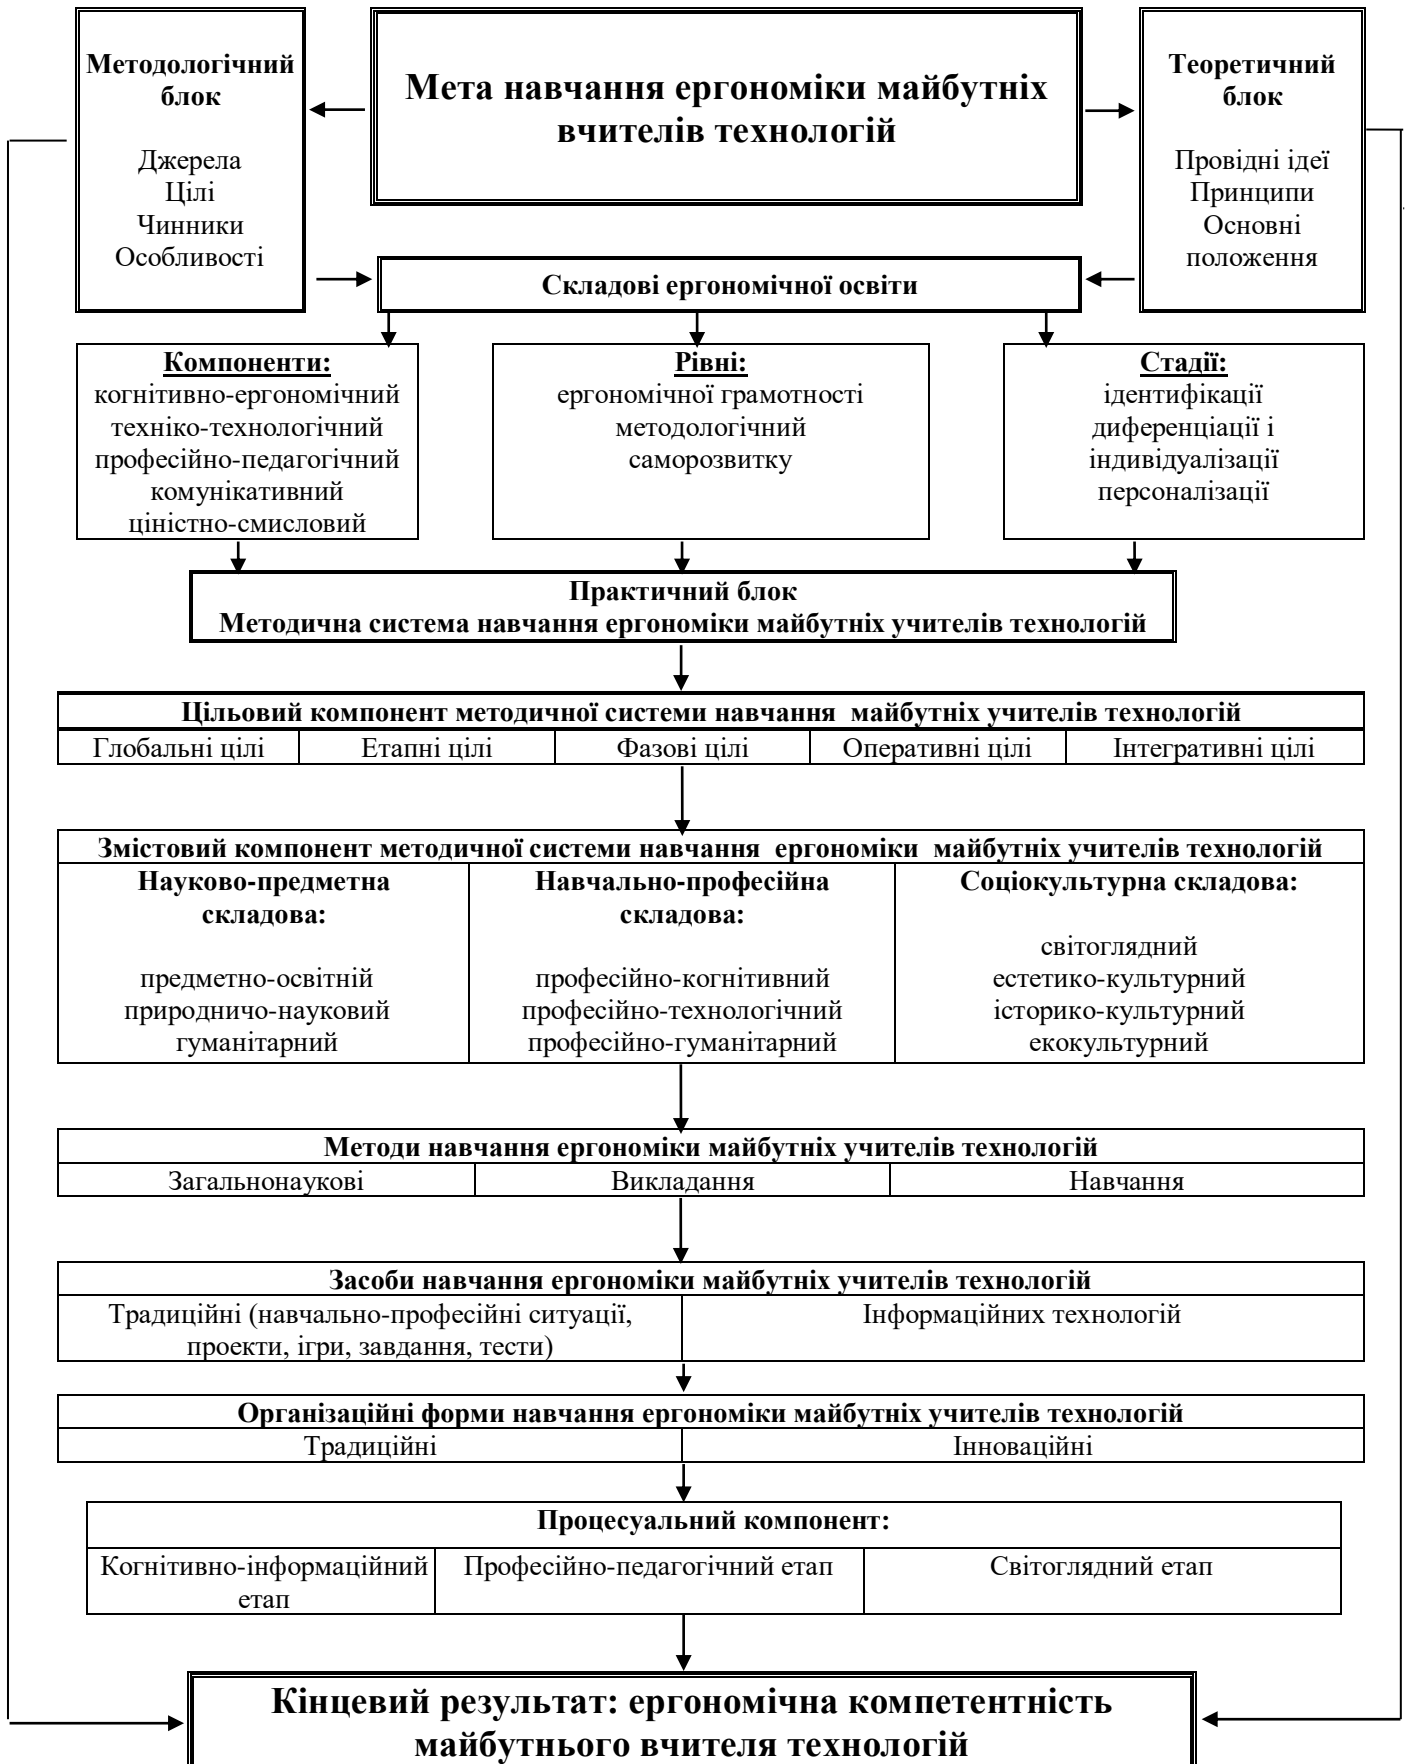 Методологічний
блок
Джерела
Цілі
Чинники
Особливості
Мета навчання ергономіки майбутніх
вчителів технологій
Теоретичний
блок
Провідні ідеї
Принципи
Основні
положення
Складові ергономічної освіти
Компоненти:
когнітивно-ергономічний
техніко-технологічний
професійно-педагогічний
комунікативний
ціністно-смисловий
Рівні:
ергономічної грамотності
методологічний
саморозвитку
Стадії:
ідентифікації
диференціації і
індивідуалізації
персоналізації
Практичний блок
Методична система навчання ергономіки майбутніх учителів технологій
Цільовий компонент методичної системи навчання майбутніх учителів технологій
Глобальні цілі
Етапні цілі
Фазові цілі
Оперативні цілі
Інтегративні цілі
Змістовий компонент методичної системи навчання ергономіки майбутніх учителів технологій
Науково-предметна
складова:
предметно-освітній
природничо-науковий
гуманітарний
Навчально-професійна
складова:
професійно-когнітивний
професійно-технологічний
професійно-гуманітарний
Соціокультурна складова:
світоглядний
естетико-культурний
історико-культурний
екокультурний
Методи навчання ергономіки майбутніх учителів технологій
Загальнонаукові
Викладання
Навчання
Засоби навчання ергономіки майбутніх учителів технологій
Традиційні (навчально-професійні ситуації,
проекти, ігри, завдання, тести)
Інформаційних технологій
Організаційні форми навчання ергономіки майбутніх учителів технологій
Традиційні
Інноваційні
Процесуальний компонент:
Когнітивно-інформаційний
етап
Професійно-педагогічний етап
Світоглядний етап
Кінцевий результат: ергономічна компетентність
майбутнього вчителя технологій